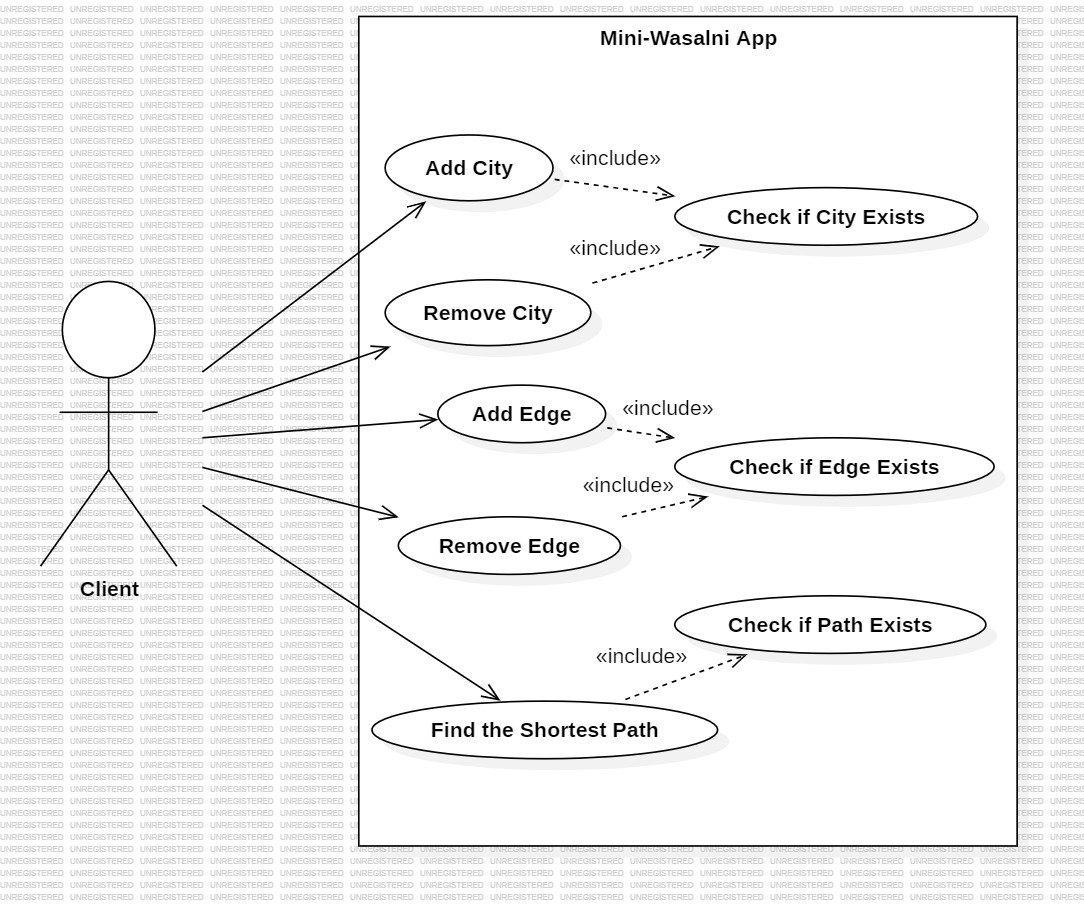 Mini-Wasalni App
Add City
«include»
Check if City Exists
«include»
Remove City
Add Edge
«include»
Check if Edge Exists
«include»
Remove Edge
Client
Check if Path Exists
«include»
Find the Shortest Path
UNREGISTERED